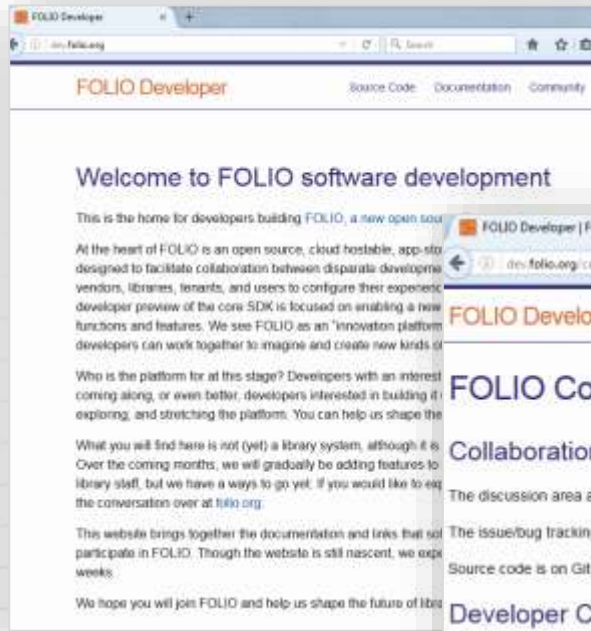 FOLIO Developer
dev.folio.org
Search
FOLIO Developer
Source Code Documentation Community
Welcome to FOLIO software development
This is the home for developers building FOLIO, a new open sou
At the heart of FOLIO is an open source, cloud hostable, app-sto
designed to facilitate collaboration between disparate developme
vendors, libraries, tenants, and users to configure their experienc
developer preview of the core SDK is focused on enabling a new
functions and features. We see FOLIO as an "innovation platform
developers can work together to imagine and create new kinds o
Who is the platform for at this stage? Developers with an interest
coming along, or even better, developers interested in building it
exploring, and stretching the platform. You can help us shape the
What you will find here is not (yet) a library system, although it is
Over the coming months, we will gradually be adding features to
library staff, but we have a ways to go yet. If you would like to exp
the conversation over at folio.org.
This website brings together the documentation and links that sof
participate in FOLIO. Though the website is still nascent, we expe
weeks.
We hope you will join FOLIO and help us shape the future of libra
FOLIO Developer | F
dev.folio.org/c
FOLIO Develo
FOLIO Co
Collaboration
The discussion area a
The issue/bug trackin
Source code is on Git
Developer C